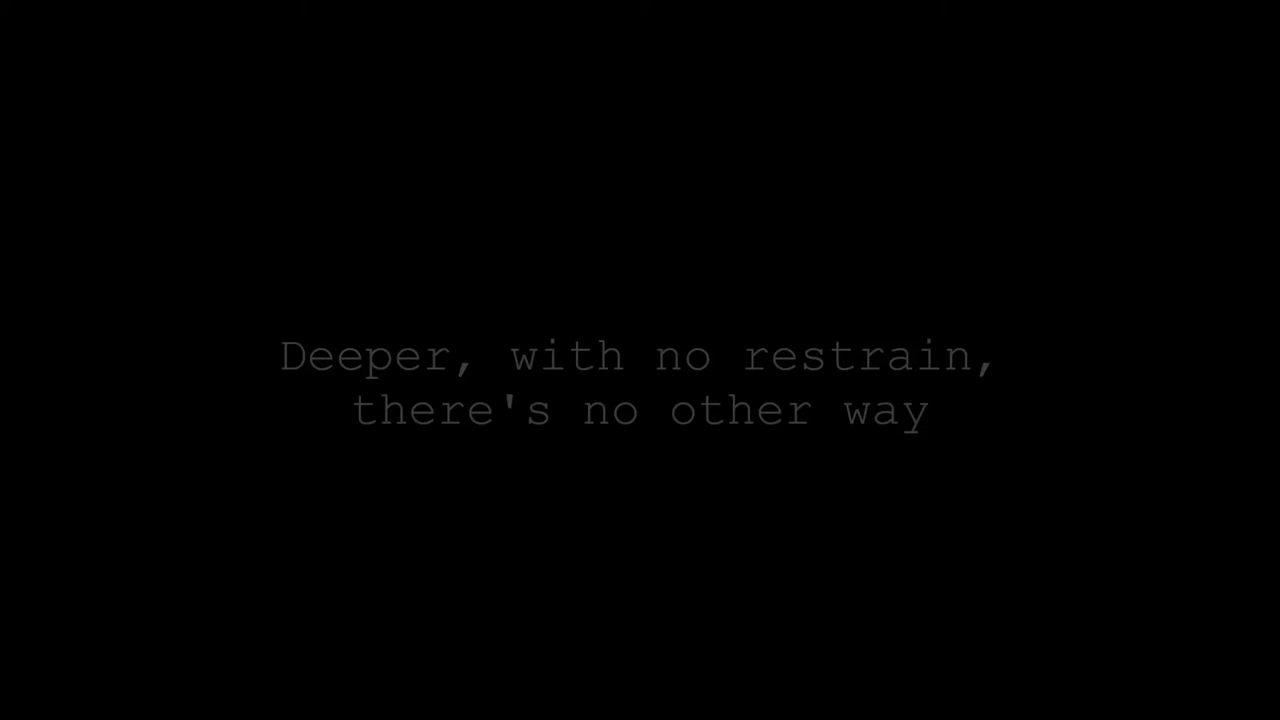 Deeper, with no restrain,
there's no other way